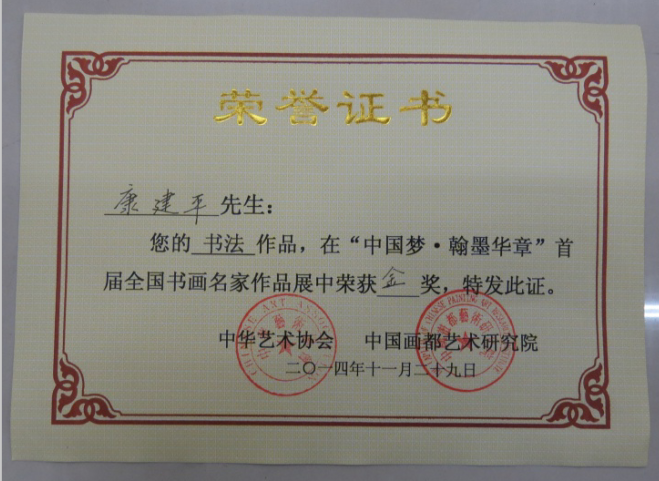 荣誉证书
康建平先生：
您的 书法 作品，在“中国梦·翰墨华章”首
届全国书画名家作品展中荣获 金 奖，特发此证。
中华艺术协会 中国画都艺术研究院
二〇一四年十一月二十九日